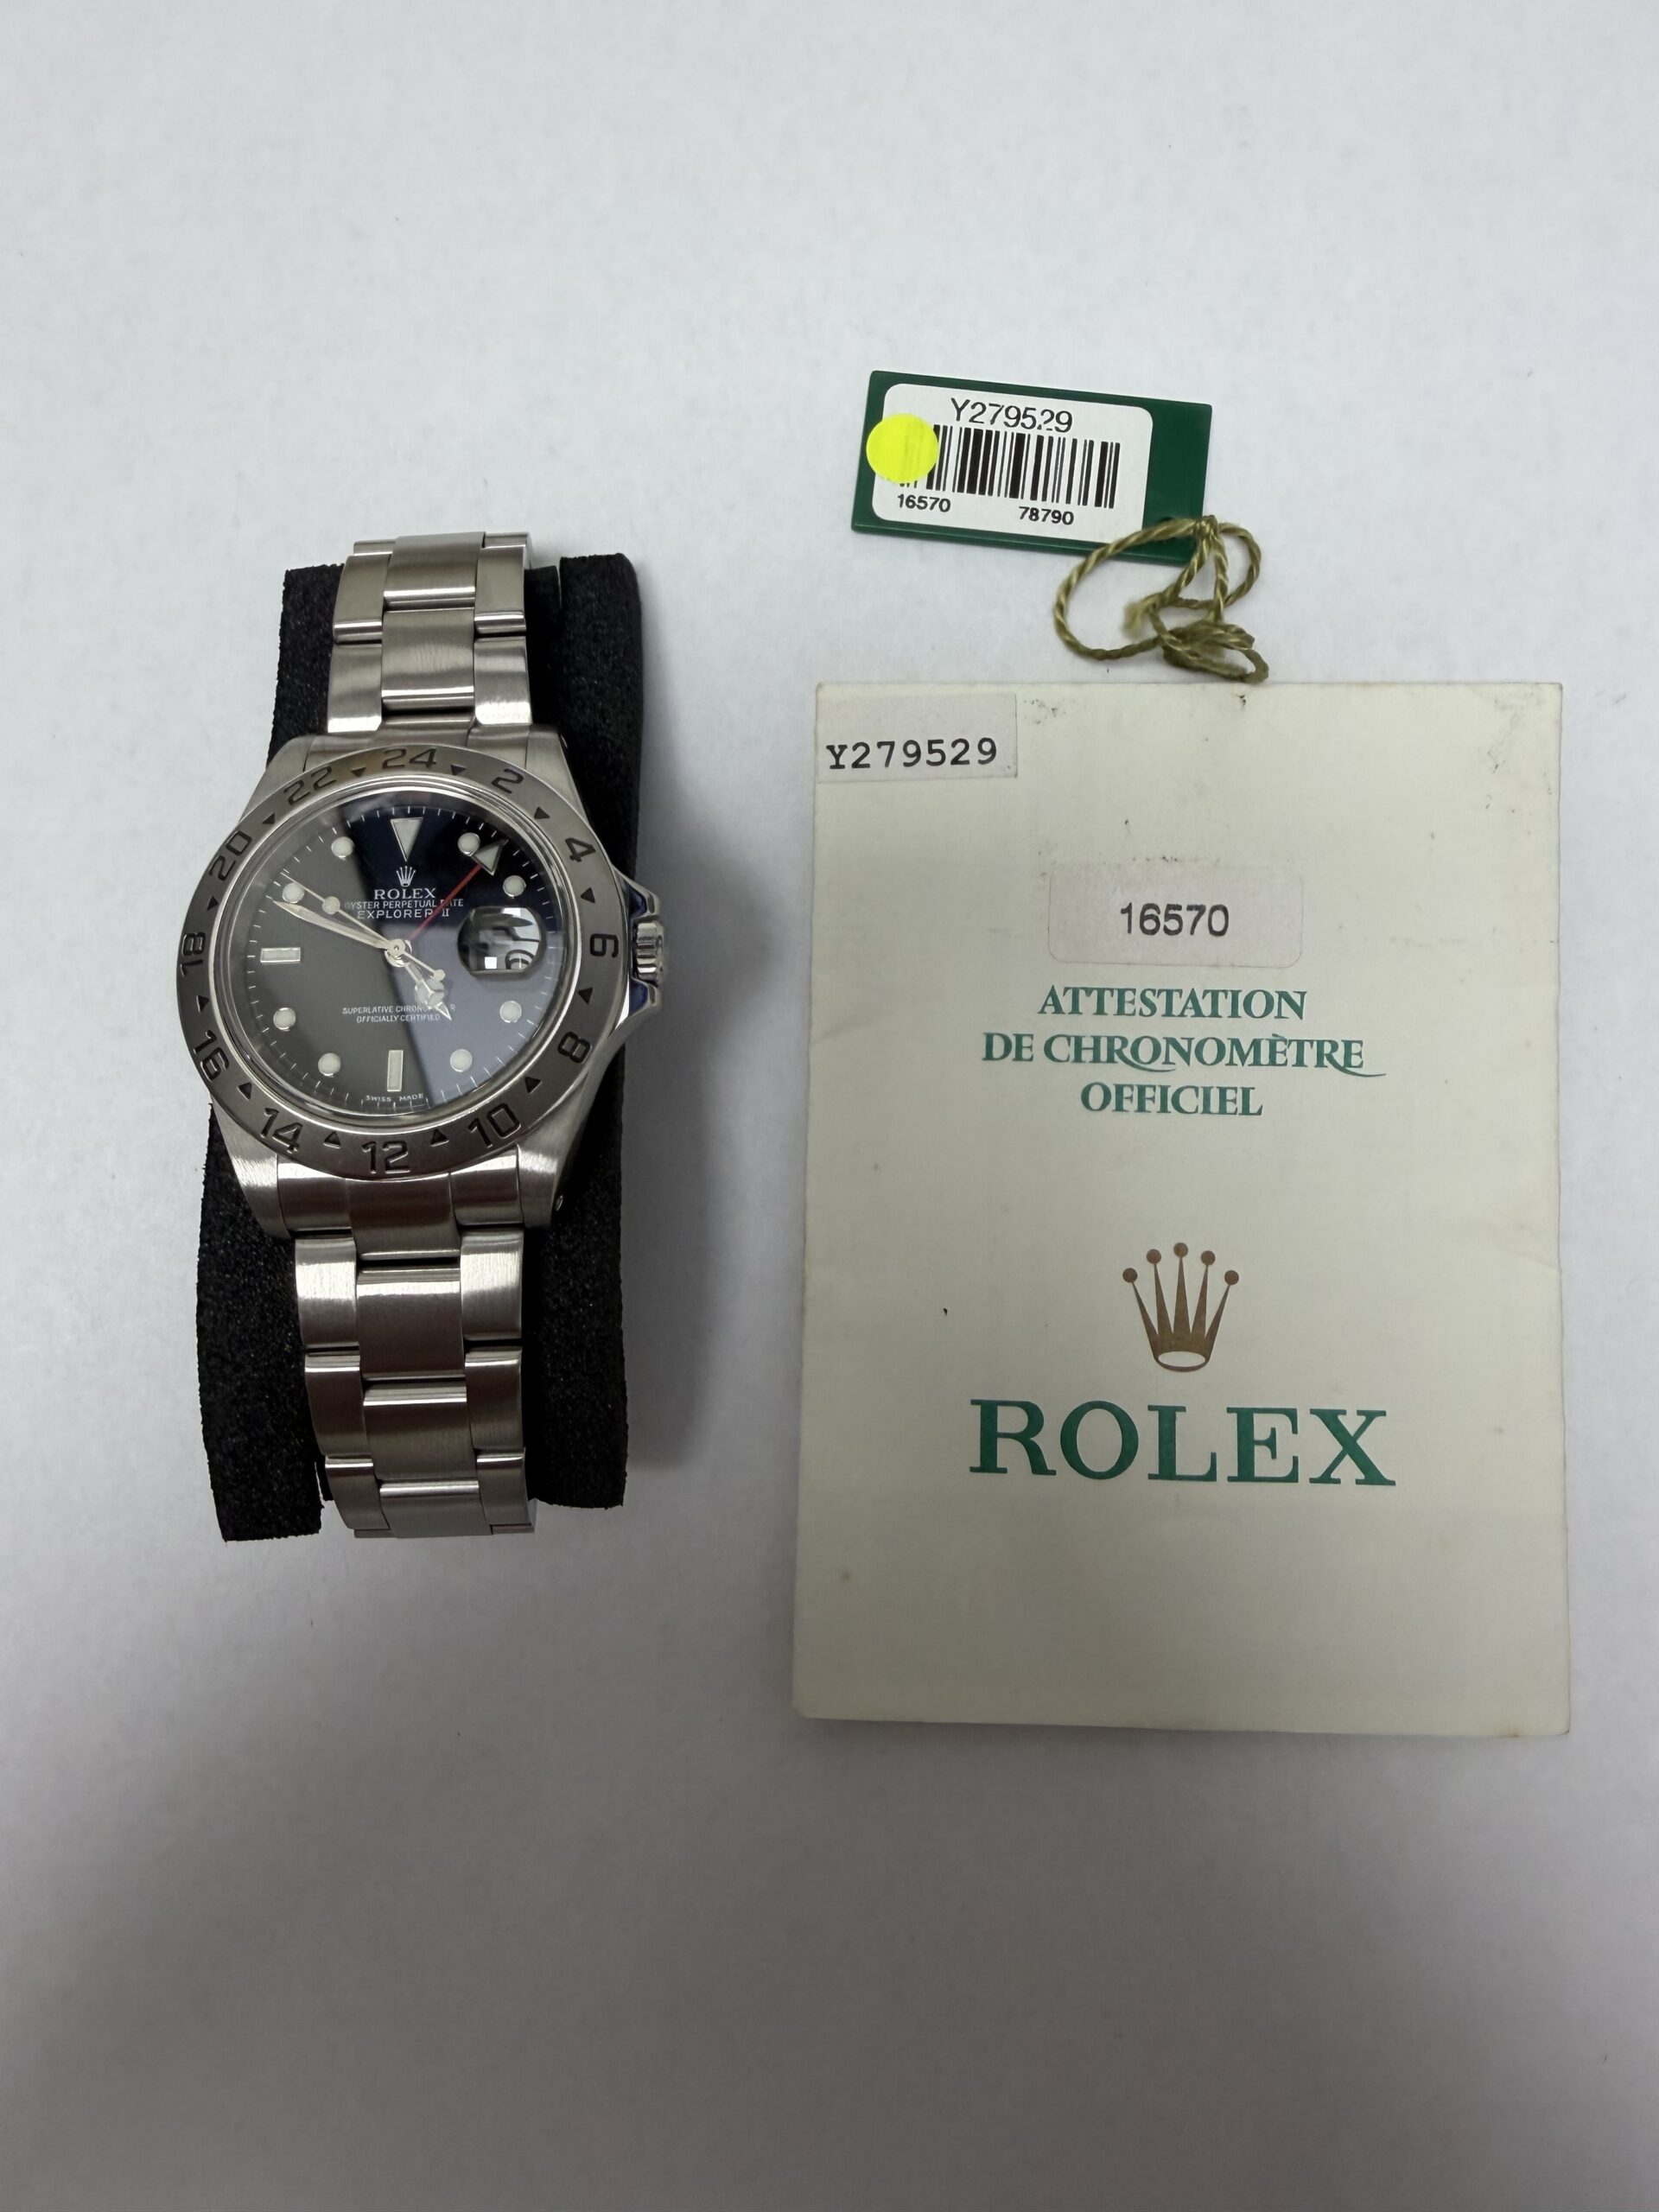 24
2
4
6
8
10
12
14
16
18
20
22
ROLEX
OYSTER PERPETUAL DATE
EXPLORER II
SUPERLATIVE
OFFICIALLY CERTIFIED
SWISS MADE
Y279529
16570 78790
Y279529
16570
ATTESTATION
DE CHRONOMÈTRE
OFFICIEL
ROLEX